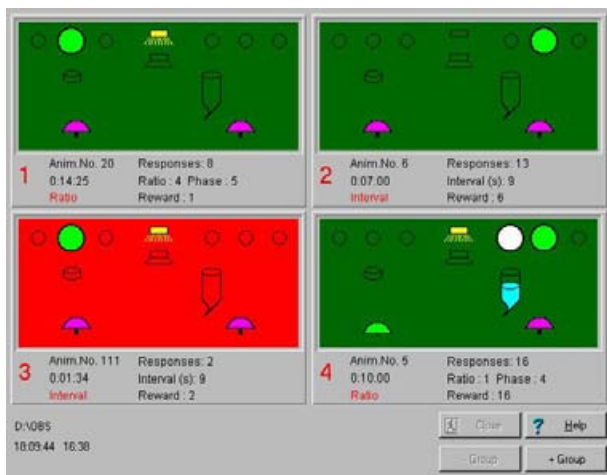 1
Anim.No. 20 Responses: 8
0:14:25 Ratio : 4 Phase : 5
Ratio Reward : 1
2
Anim.No. 6 Responses: 13
0:07:00 Interval (s): 9
Interval Reward : 6
3
Anim.No. 111 Responses: 2
0:01:34 Interval (s): 9
Interval Reward : 2
4
Anim.No. 5 Responses: 16
0:10:00 Ratio : 1 Phase : 4
Ratio Reward : 16
D:\OBS
18:09:44 16:38
Close
? Help
- Group
+ Group